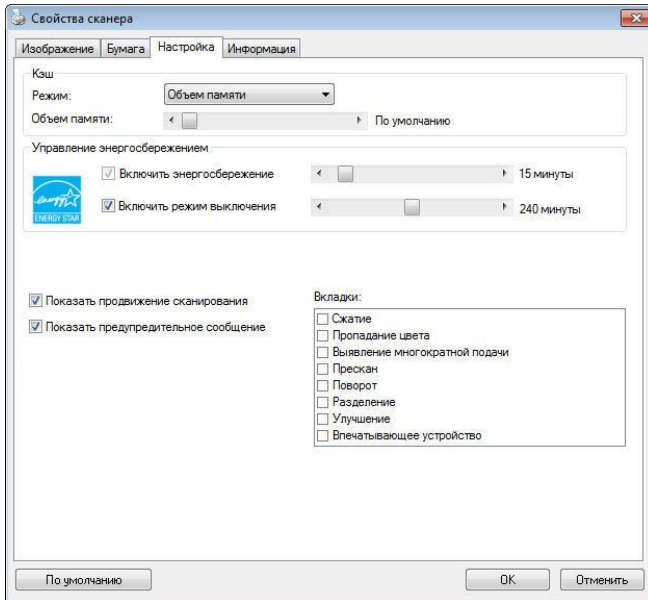 Свойства сканера
Изображение Бумага Настройка Информация
Кэш
Режим: Объем памяти
Объем памяти: По умолчанию
Управление энергосбережением
Включить энергосбережение 15 минуты
energy
ENERGY STAR
Включить режим выключения 240 минуты
Показать продвижение сканирования
Показать предупредительное сообщение
Вкладки:
Сжатие
Пропадание цвета
Выявление многократной подачи
Прескан
Поворот
Разделение
Улучшение
Впечатывающее устройство
По умолчанию OK Отменить